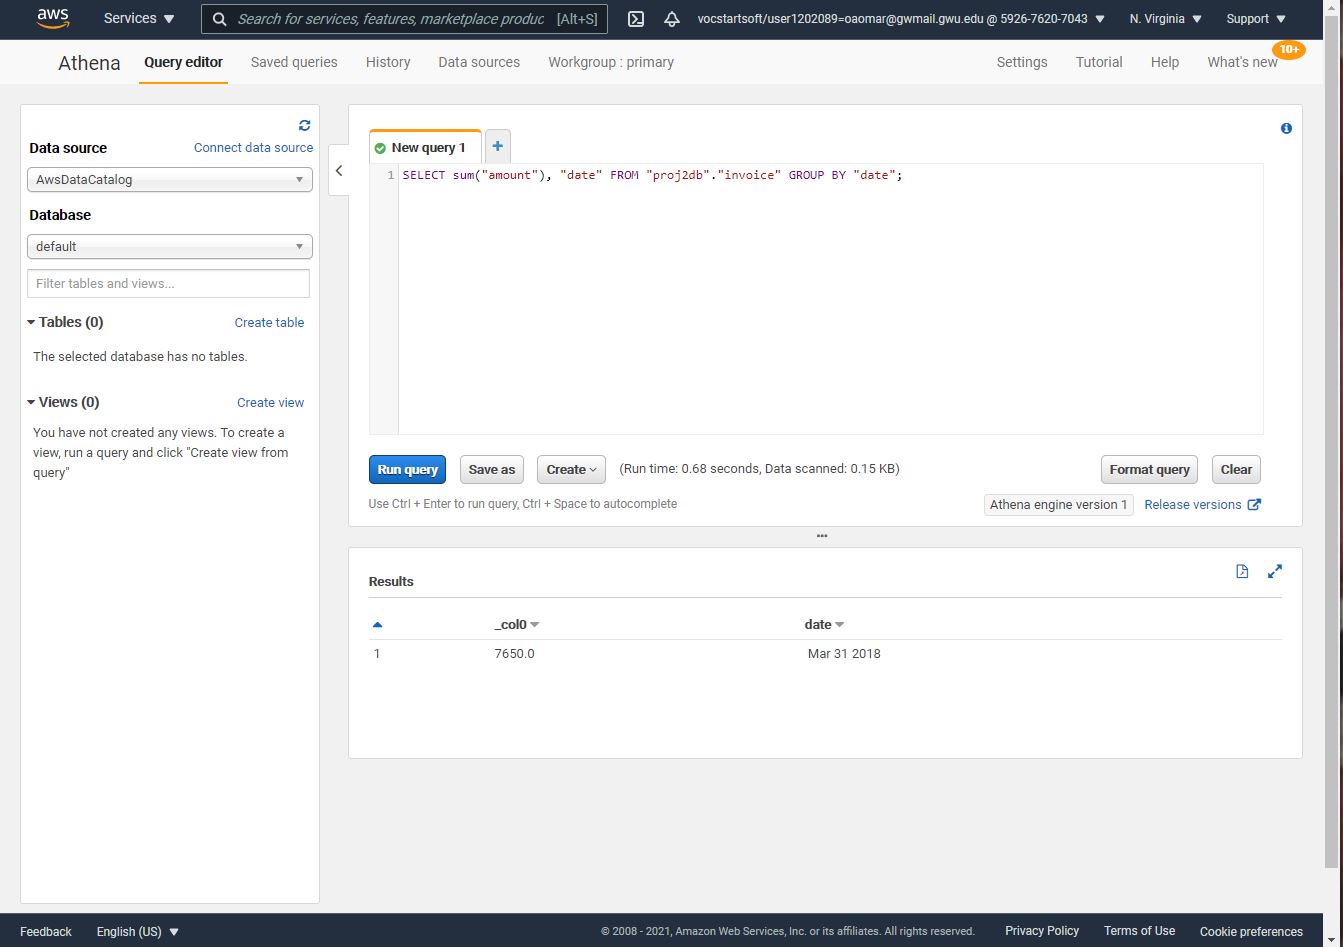 aws Services Search for services, features, marketplace produc [Alt+S] vocstartsoft/user1202089=oaomar@gwmail.gwu.edu @ 5926-7620-7043 N. Virginia Support
Athena Query editor Saved queries History Data sources Workgroup : primary Settings Tutorial Help What's new 10+
Data source Connect data source
AwsDataCatalog
Database
default
Filter tables and views...
Tables (0) Create table
The selected database has no tables.
Views (0) Create view
You have not created any views. To create a
view, run a query and click "Create view from
query"
New query 1 +
1 SELECT sum("amount"), "date" FROM "proj2db"."invoice" GROUP BY "date";
Run query Save as Create (Run time: 0.68 seconds, Data scanned: 0.15 KB) Format query Clear
Use Ctrl + Enter to run query, Ctrl + Space to autocomplete Athena engine version 1 Release versions
Results
_col0 date
1 7650.0 Mar 31 2018
Feedback English (US) © 2008 - 2021, Amazon Web Services, Inc. or its affiliates. All rights reserved. Privacy Policy Terms of Use Cookie preferences